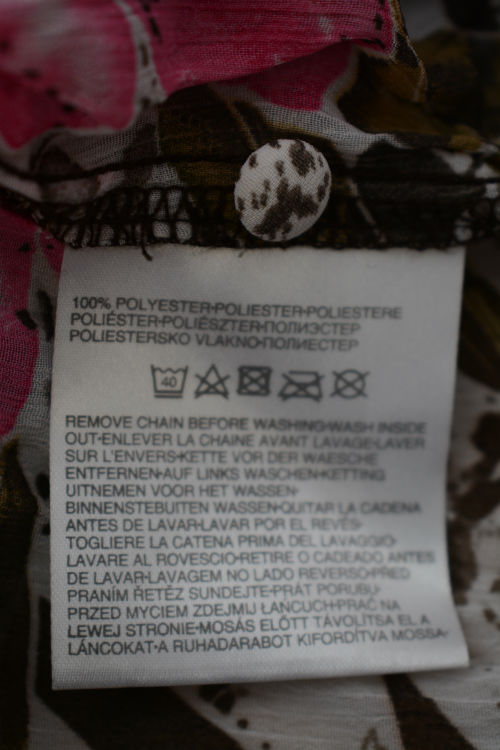 100% POLYESTER•POLIESTER•POLIESTERE
POLIÉSTER•POLIÉSZTER•ПОЛИЭСТЕР
POLIESTERSKO VLAKNO•ПОЛИЕСТЕР
40
REMOVE CHAIN BEFORE WASHING•WASH INSIDE
OUT•ENLEVER LA CHAINE AVANT LAVAGE•LAVER
SUR L'ENVERS•KETTE VOR DER WAESCHE
ENTFERNEN•AUF LINKS WASCHEN•KETTING
UITNEMEN VOOR HET WASSEN•
BINNENSTEBUITEN WASSEN•QUITAR LA CADENA
ANTES DE LAVAR•LAVAR POR EL REVÉS•
TOGLIERE LA CATENA PRIMA DEL LAVAGGIO•
LAVARE AL ROVESCIO•RETIRE O CADEADO ANTES
DE LAVAR•LAVAGEM NO LADO REVERSO•PŘED
PRANÍM ŘETĚZ SUNDEJTE•PRÁT PORUBU•
PRZED MYCIEM ZDEJMIJ ŁAŃCUCH•PRAĆ NA
LEWEJ STRONIE•MOSÁS ELŐTT TÁVOLÍTSA EL A
LÁNCOKAT•A RUHADARABOT KIFORDÍTVA MOSSA•